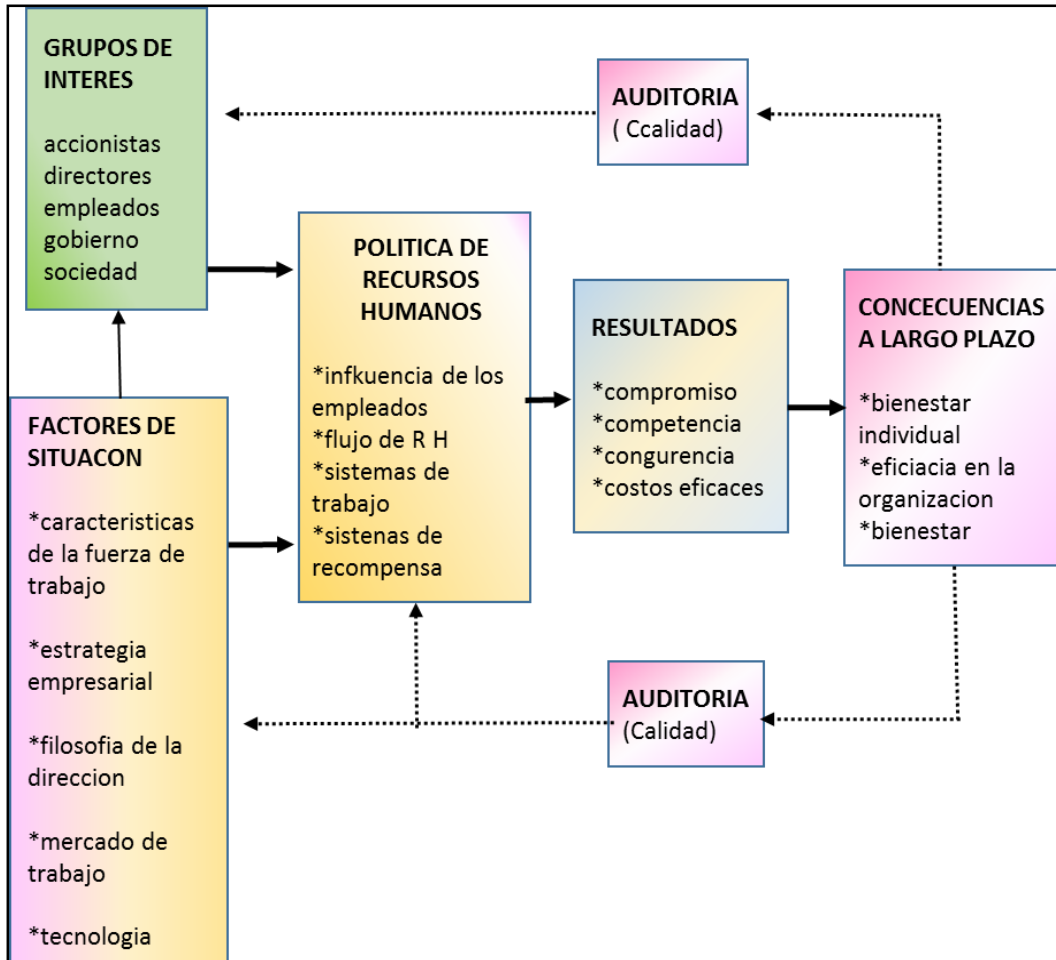 GRUPOS DE
INTERES
accionistas
directores
empleados
gobierno
sociedad
AUDITORIA
( Ccalidad)
POLITICA DE
RECURSOS
HUMANOS
*infkuencia de los
empleados
*flujo de R H
*sistemas de
trabajo
*sistenas de
recompensa
RESULTADOS
*compromiso
*competencia
*congurencia
*costos eficaces
CONCECUENCIAS
A LARGO PLAZO
*bienestar
individual
*eficiacia en la
organizacion
*bienestar
FACTORES DE
SITUACON
*caracteristicas
de la fuerza de
trabajo
*estrategia
empresarial
*filosofia de la
direccion
*mercado de
trabajo
*tecnologia
AUDITORIA
(Calidad)